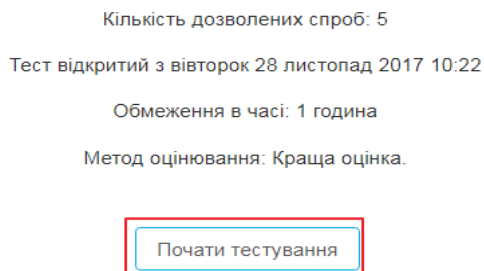 Кількість дозволених спроб: 5
Тест відкритий з вівторок 28 листопад 2017 10:22
Обмеження в часі: 1 година
Метод оцінювання: Краща оцінка.
Почати тестування